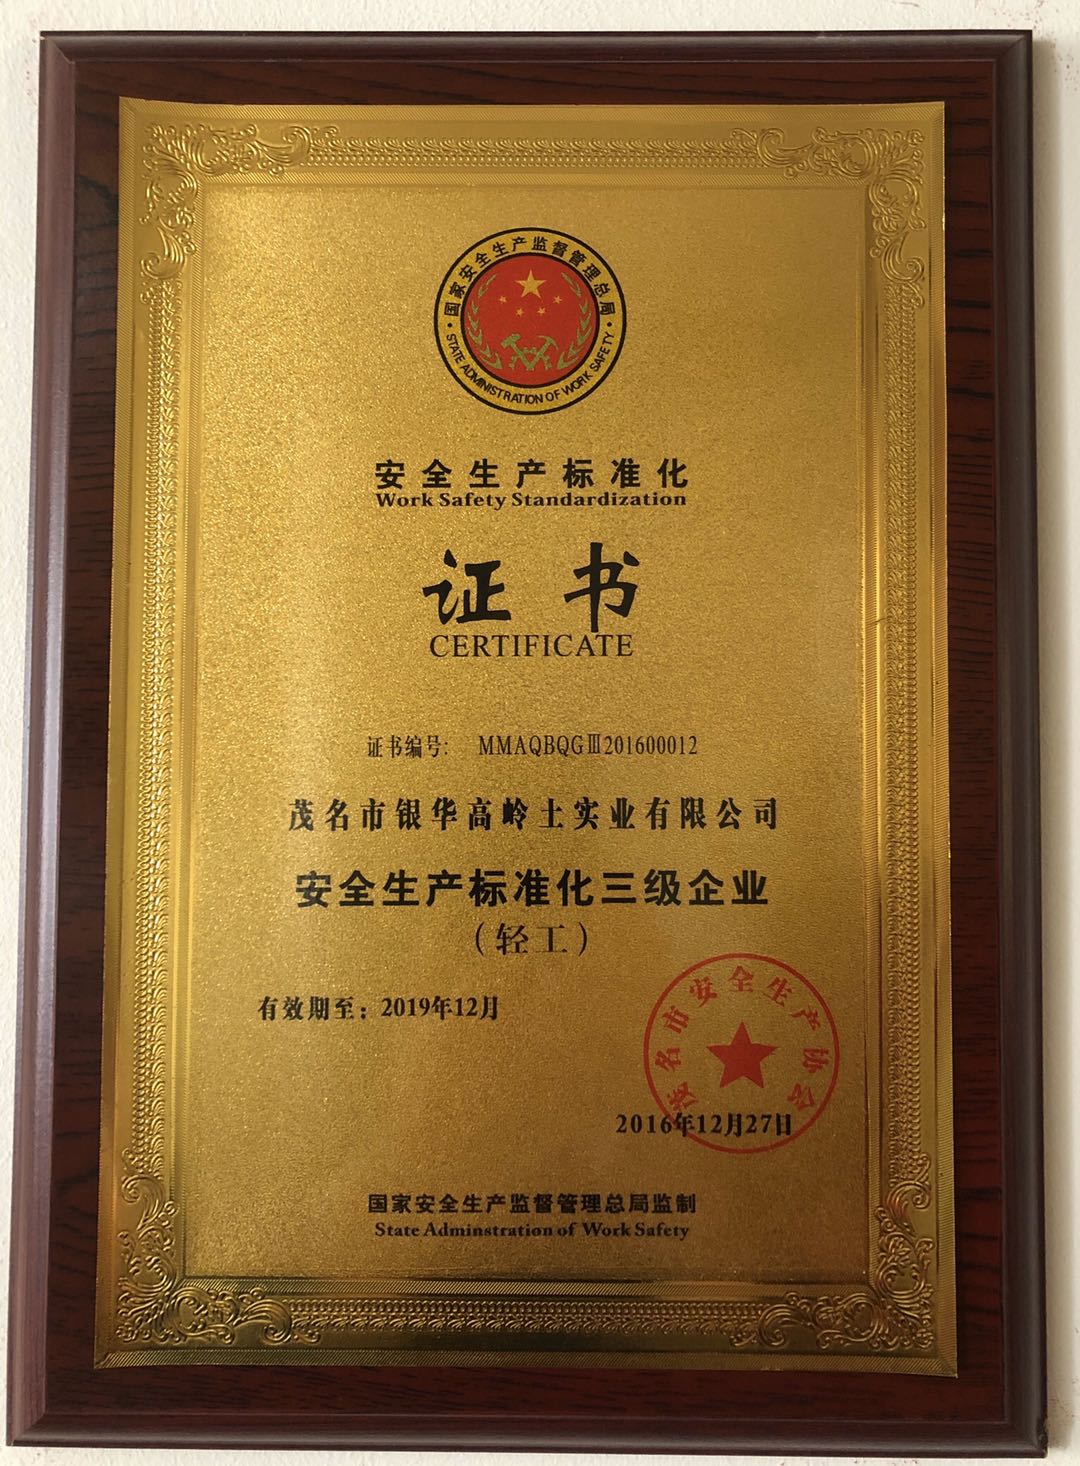 国家安全生产监督管理总局
STATE ADMINISTRATION OF WORK SAFETY
安全生产标准化
Work Safety Standardization
证书
CERTIFICATE
证书编号: MMAQBQGⅢ201600012
茂名市银华高岭土实业有限公司
安全生产标准化三级企业
(轻工)
有效期至: 2019年12月
茂名市安全生产协会
2016年12月27日
国家安全生产监督管理总局监制
State Adminstration of Work Safety